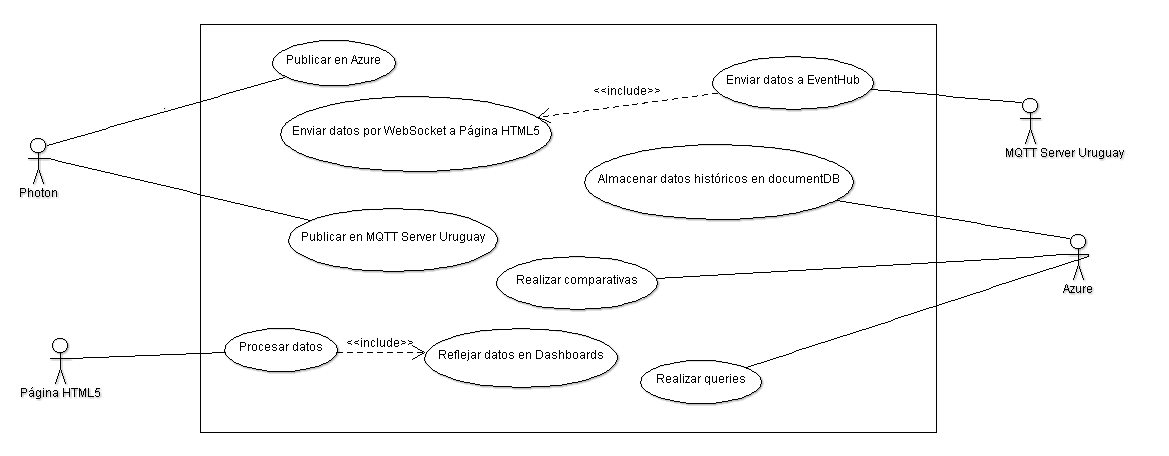 Publicar en Azure
Enviar datos a EventHub
<<include>>
Enviar datos por WebSocket a Página HTML5
MQTT Server Uruguay
Photon
Almacenar datos históricos en documentDB
Publicar en MQTT Server Uruguay
Realizar comparativas
Azure
Procesar datos
<<include>>
Reflejar datos en Dashboards
Realizar queries
Página HTML5